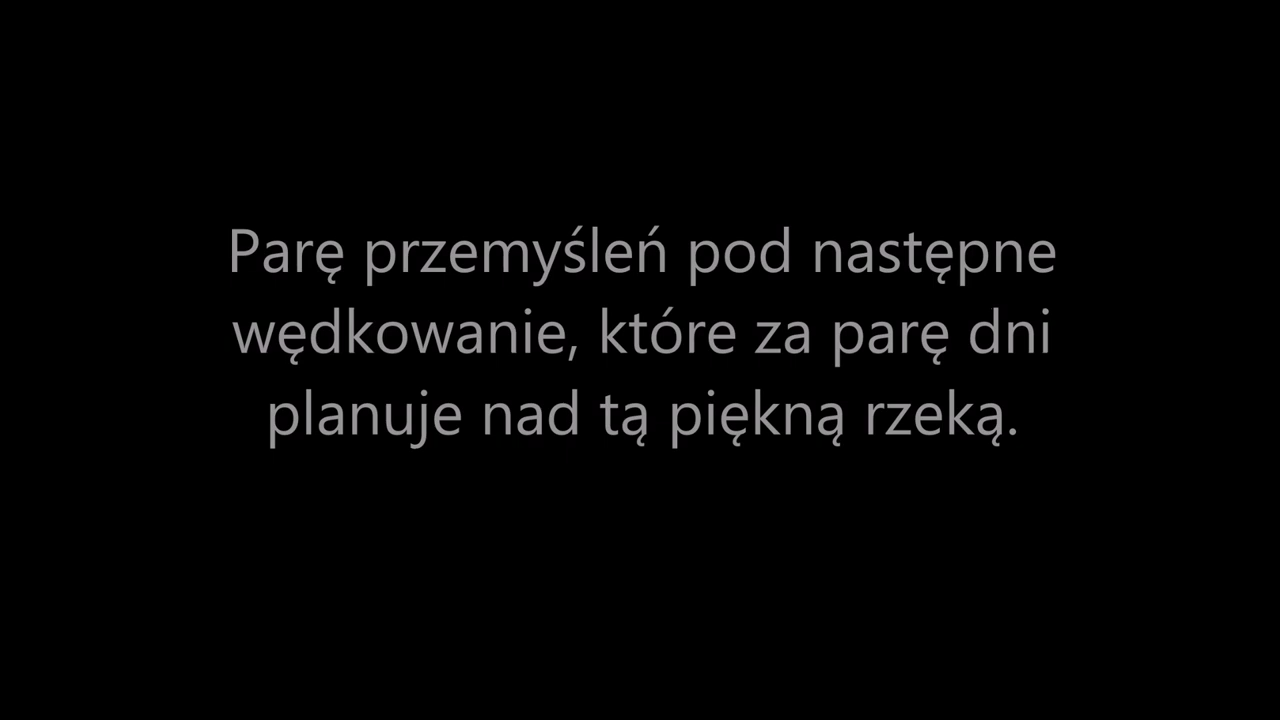 Parę przemyśleń pod następne
wędkowanie, które za parę dni
planuje nad tą piękną rzeką.